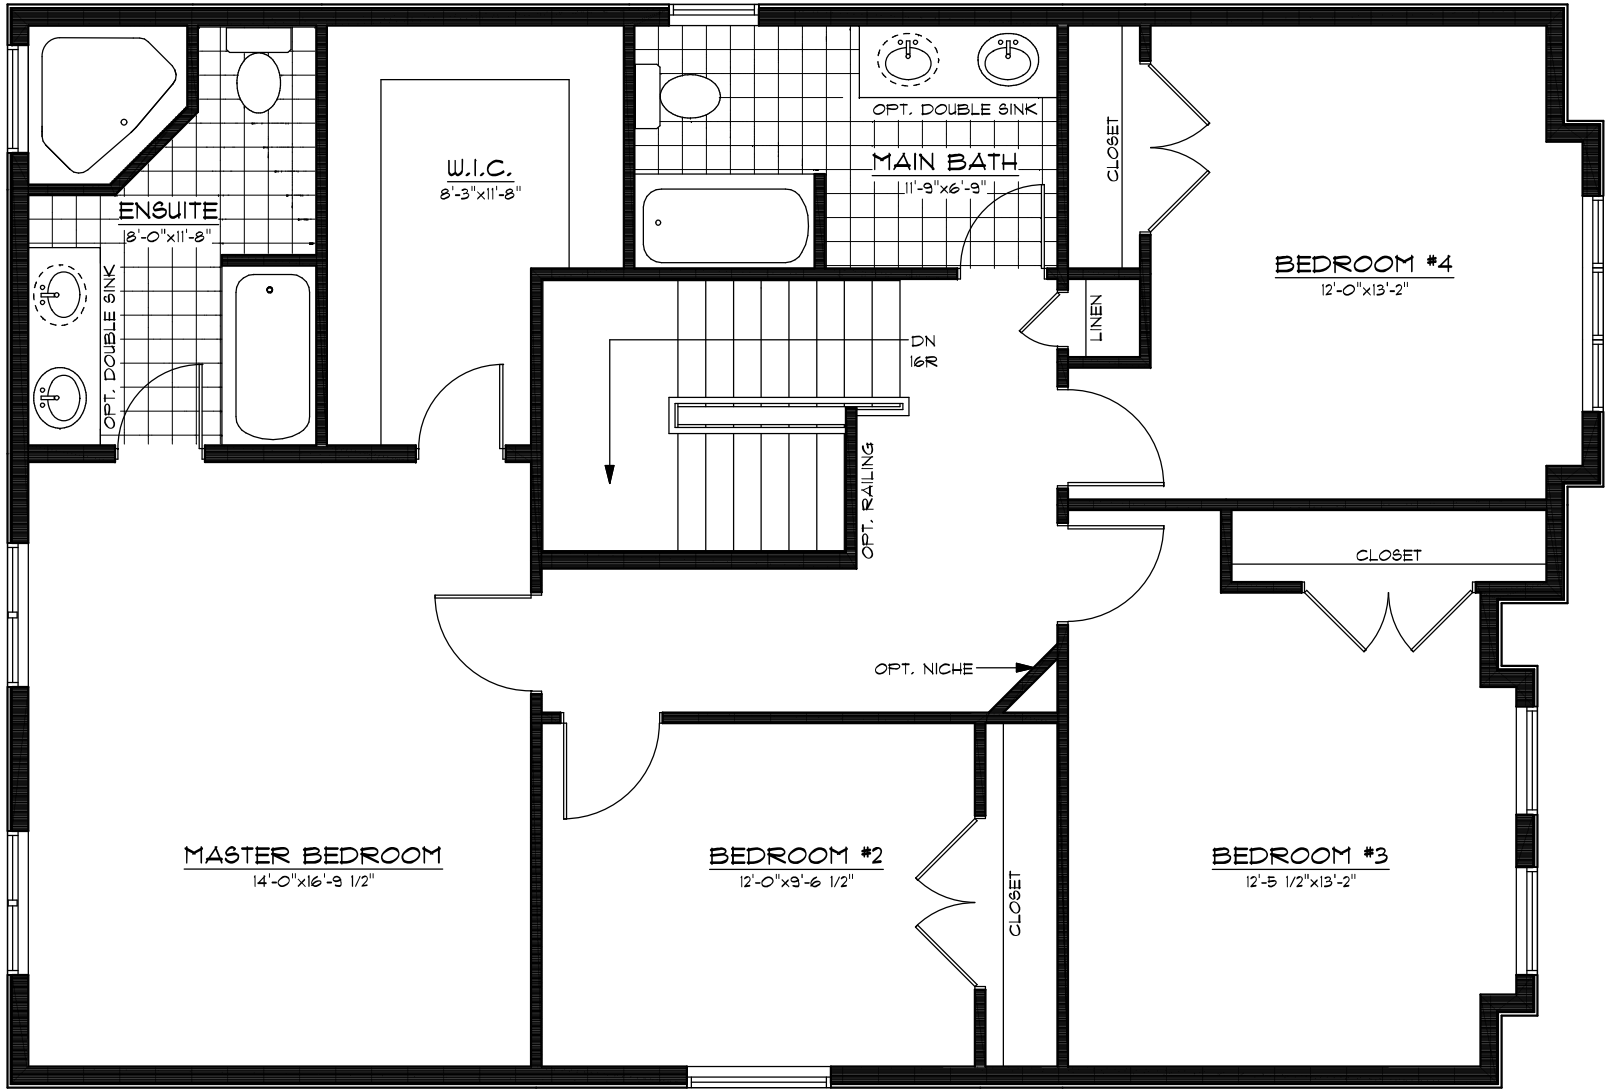 OPT. DOUBLE SINK
MAIN BATH
11'-9"x6'-9"
CLOSET
W.I.C.
8'-3"x11'-8"
ENSUITE
8'-0"x11'-8"
OPT. DOUBLE SINK
BEDROOM #4
12'-0"x13'-2"
LINEN
DN
16R
OPT. RAILING
CLOSET
OPT. NICHE
MASTER BEDROOM
14'-0"x16'-9 1/2"
BEDROOM #2
12'-0"x9'-6 1/2"
CLOSET
BEDROOM #3
12'-5 1/2"x13'-2"